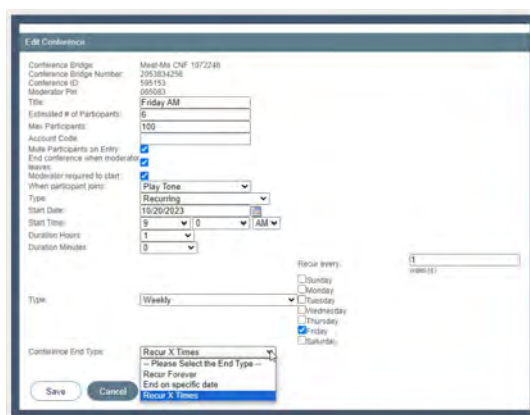 Edit Conference
Conference Bridge: Meet-Me CNF 1072246
Conference Bridge Number: 2053834256
Conference ID: 595153
Moderator Pin: 065083
Title: Friday AM
Estimated # of Participants: 6
Max Participants: 100
Account Code:
Mute Participants on Entry:
End conference when moderator leaves:
Moderator required to start:
When participant joins: Play Tone
Type: Recurring
Start Date: 10/20/2023
Start Time: 9 0 AM
Duration Hours: 1
Duration Minutes: 0
Recur every: 1
week(s)
Type: Weekly
Sunday
Monday
Tuesday
Wednesday
Thursday
Friday
Saturday
Conference End Type: Recur X Times
-- Please Select the End Type --
Recur Forever
End on specific date
Recur X Times
Save Cancel